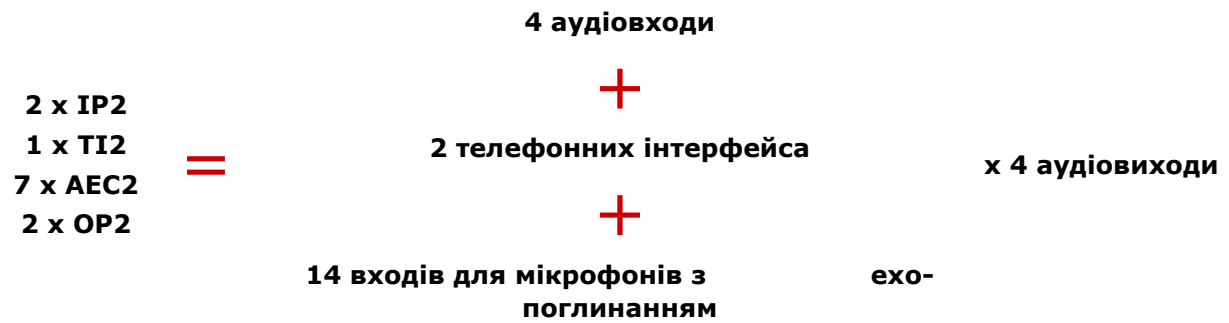 2 x IP2
1 x TI2
7 x AEC2
2 x OP2
=
4 аудіовходи
+
2 телефонних інтерфейса
+
14 входів для мікрофонів з ехо-
поглинанням
x 4 аудіовиходи